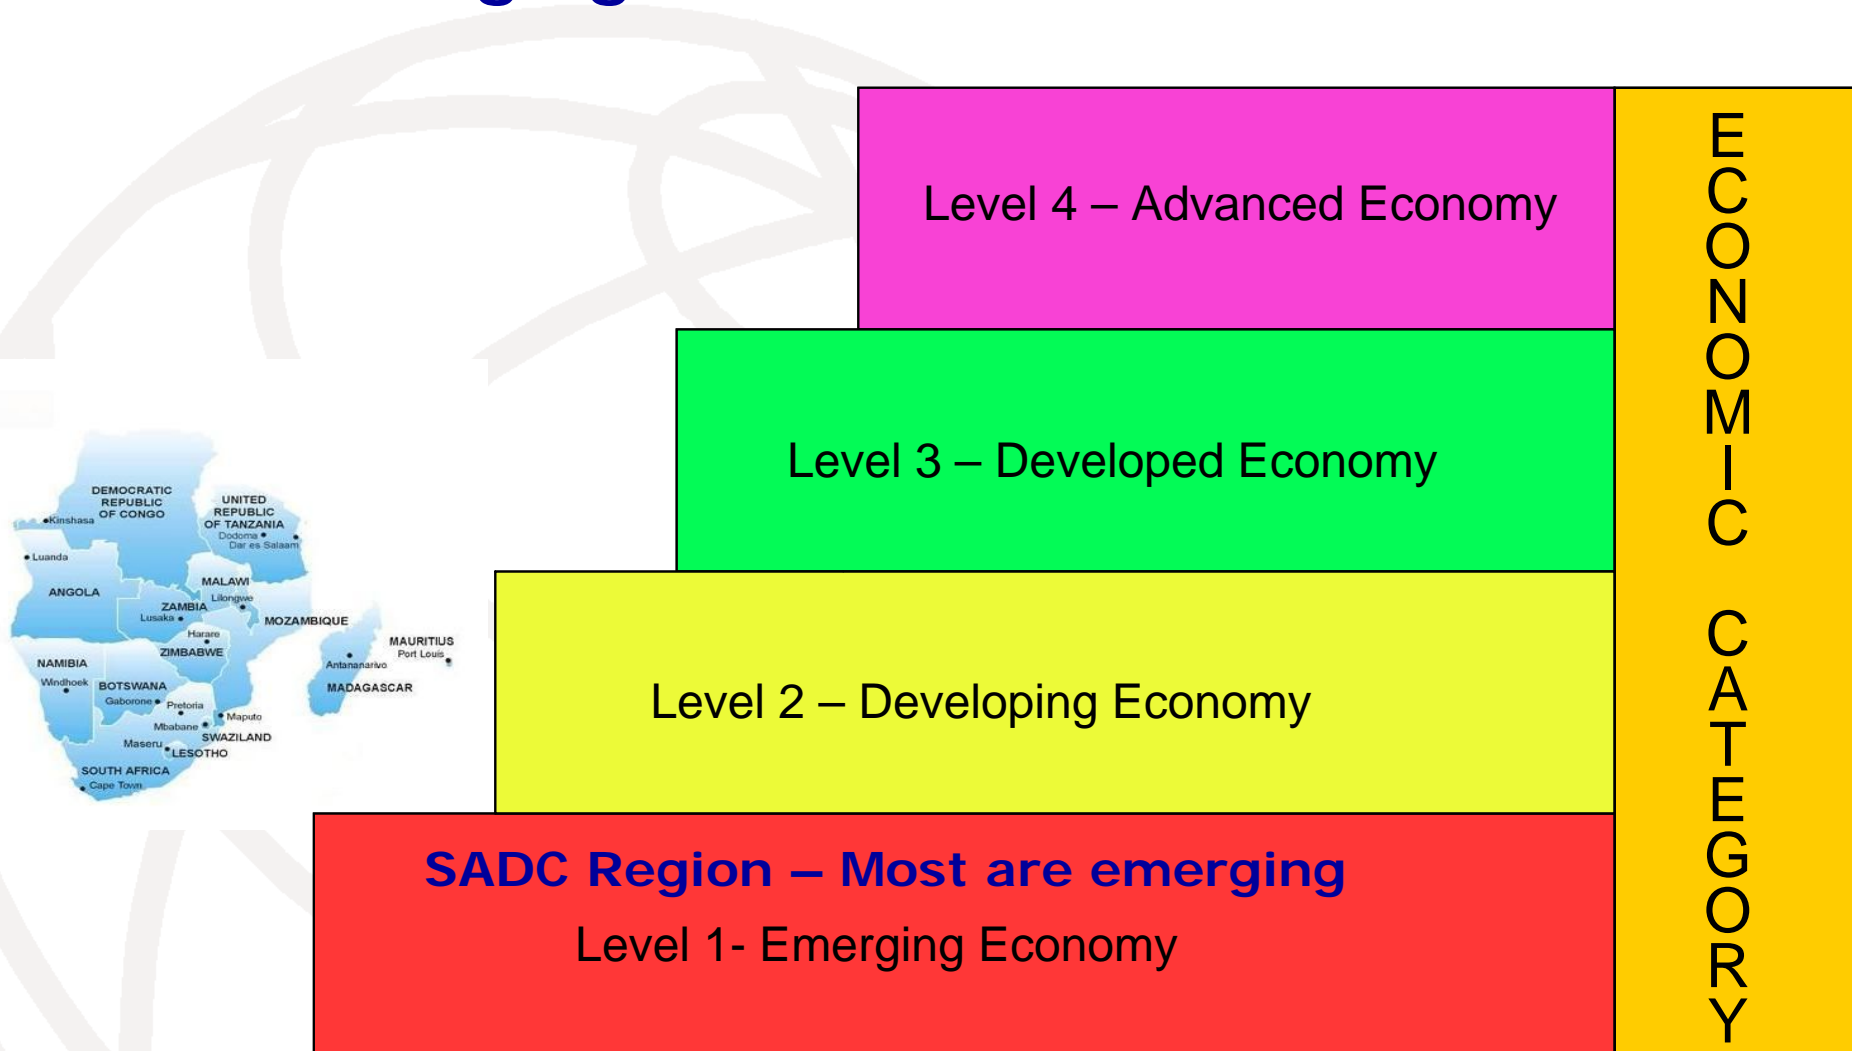 Level 4 – Advanced Economy
Level 3 – Developed Economy
Level 2 – Developing Economy
SADC Region – Most are emerging
Level 1- Emerging Economy
ECONOMIC CATEGORY
DEMOCRATIC
REPUBLIC
OF CONGO
Kinshasa
UNITED
REPUBLIC
OF TANZANIA
Dodoma
Dar es Salaam
Luanda
ANGOLA
MALAWI
Lilongwe
ZAMBIA
Lusaka
MOZAMBIQUE
Harare
ZIMBABWE
MAURITIUS
Port Louis
Antananarivo
MADAGASCAR
NAMIBIA
Windhoek
BOTSWANA
Gaborone
Pretoria
Maputo
Mbabane
SWAZILAND
Maseru
LESOTHO
SOUTH AFRICA
Cape Town